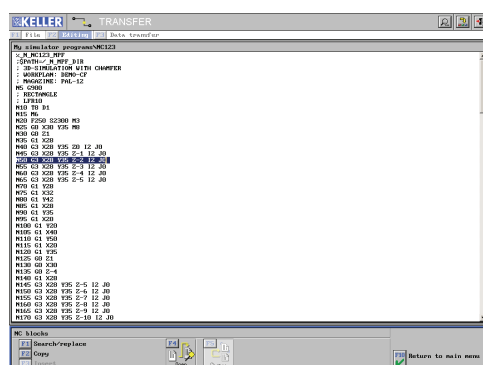 KELLER TRANSFER
F1 File F2 Editing F3 Data transfer
My simulator programs\NC123
%_N_NC123_MPF
;$PATH=/_N_MPF_DIR
; 3D-SIMULATION WITH CHAMFER
; WORKPLAN: DEMO-CF
; MAGAZINE: PAL-12
N5 G900
; RECTANGLE
; LFR10
N10 T8 D1
N15 M6
N20 F250 S2300 M3
N25 G0 X30 Y35 M8
N30 G0 Z1
N35 G1 X28
N40 G3 X28 Y35 Z0 I2 J0
N45 G3 X28 Y35 Z-1 I2 J0
N50 G3 X28 Y35 Z-2 I2 J0
N55 G3 X28 Y35 Z-3 I2 J0
N60 G3 X28 Y35 Z-4 I2 J0
N65 G3 X28 Y35 Z-5 I2 J0
N70 G1 Y28
N75 G1 X32
N80 G1 Y42
N85 G1 X28
N90 G1 Y35
N95 G1 X20
N100 G1 Y20
N105 G1 X40
N110 G1 Y50
N115 G1 X20
N120 G1 Y35
N125 G0 Z1
N130 G0 X30
N135 G0 Z-4
N140 G1 X28
N145 G3 X28 Y35 Z-5 I2 J0
N150 G3 X28 Y35 Z-6 I2 J0
N155 G3 X28 Y35 Z-7 I2 J0
N160 G3 X28 Y35 Z-8 I2 J0
N165 G3 X28 Y35 Z-9 I2 J0
N170 G3 X28 Y35 Z-10 I2 J0
NC blocks
F1 Search/replace F4 F5
F2 Copy F10 Return to main menu